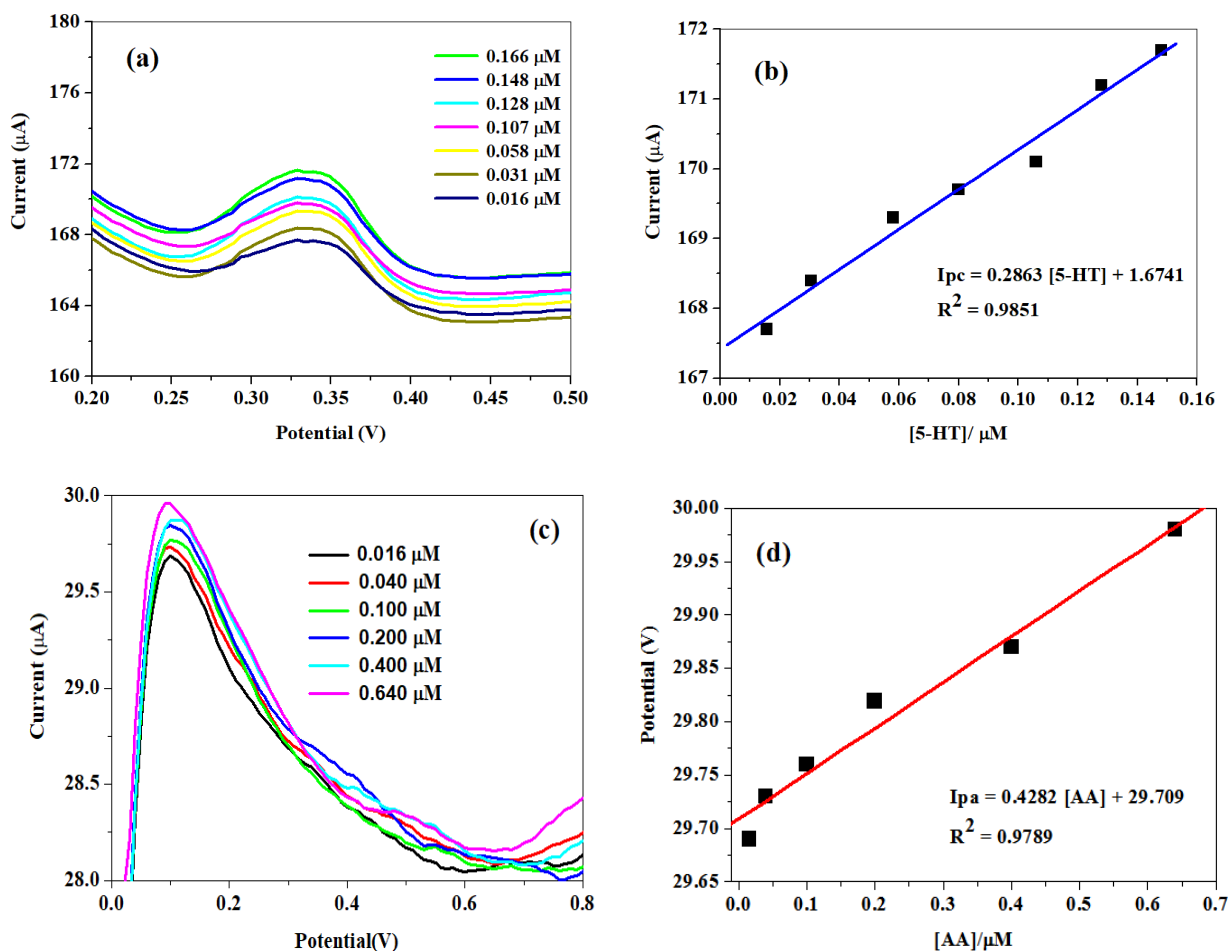 (a)
180
176
172
168
164
160
Current (μA)
0.166 μM
0.148 μM
0.128 μM
0.107 μM
0.058 μM
0.031 μM
0.016 μM
0.20 0.25 0.30 0.35 0.40 0.45 0.50
Potential (V)
(b)
172
171
170
169
168
167
Current (μA)
Ipc = 0.2863 [5-HT] + 1.6741
R² = 0.9851
0.00 0.02 0.04 0.06 0.08 0.10 0.12 0.14 0.16
[5-HT]/ μM
(c)
30.0
29.5
29.0
28.5
28.0
Current (μA)
0.016 μM
0.040 μM
0.100 μM
0.200 μM
0.400 μM
0.640 μM
0.0 0.2 0.4 0.6 0.8
Potential(V)
(d)
30.00
29.95
29.90
29.85
29.80
29.75
29.70
29.65
Potential (V)
Ipa = 0.4282 [AA] + 29.709
R² = 0.9789
0.0 0.1 0.2 0.3 0.4 0.5 0.6 0.7
[AA]/μM